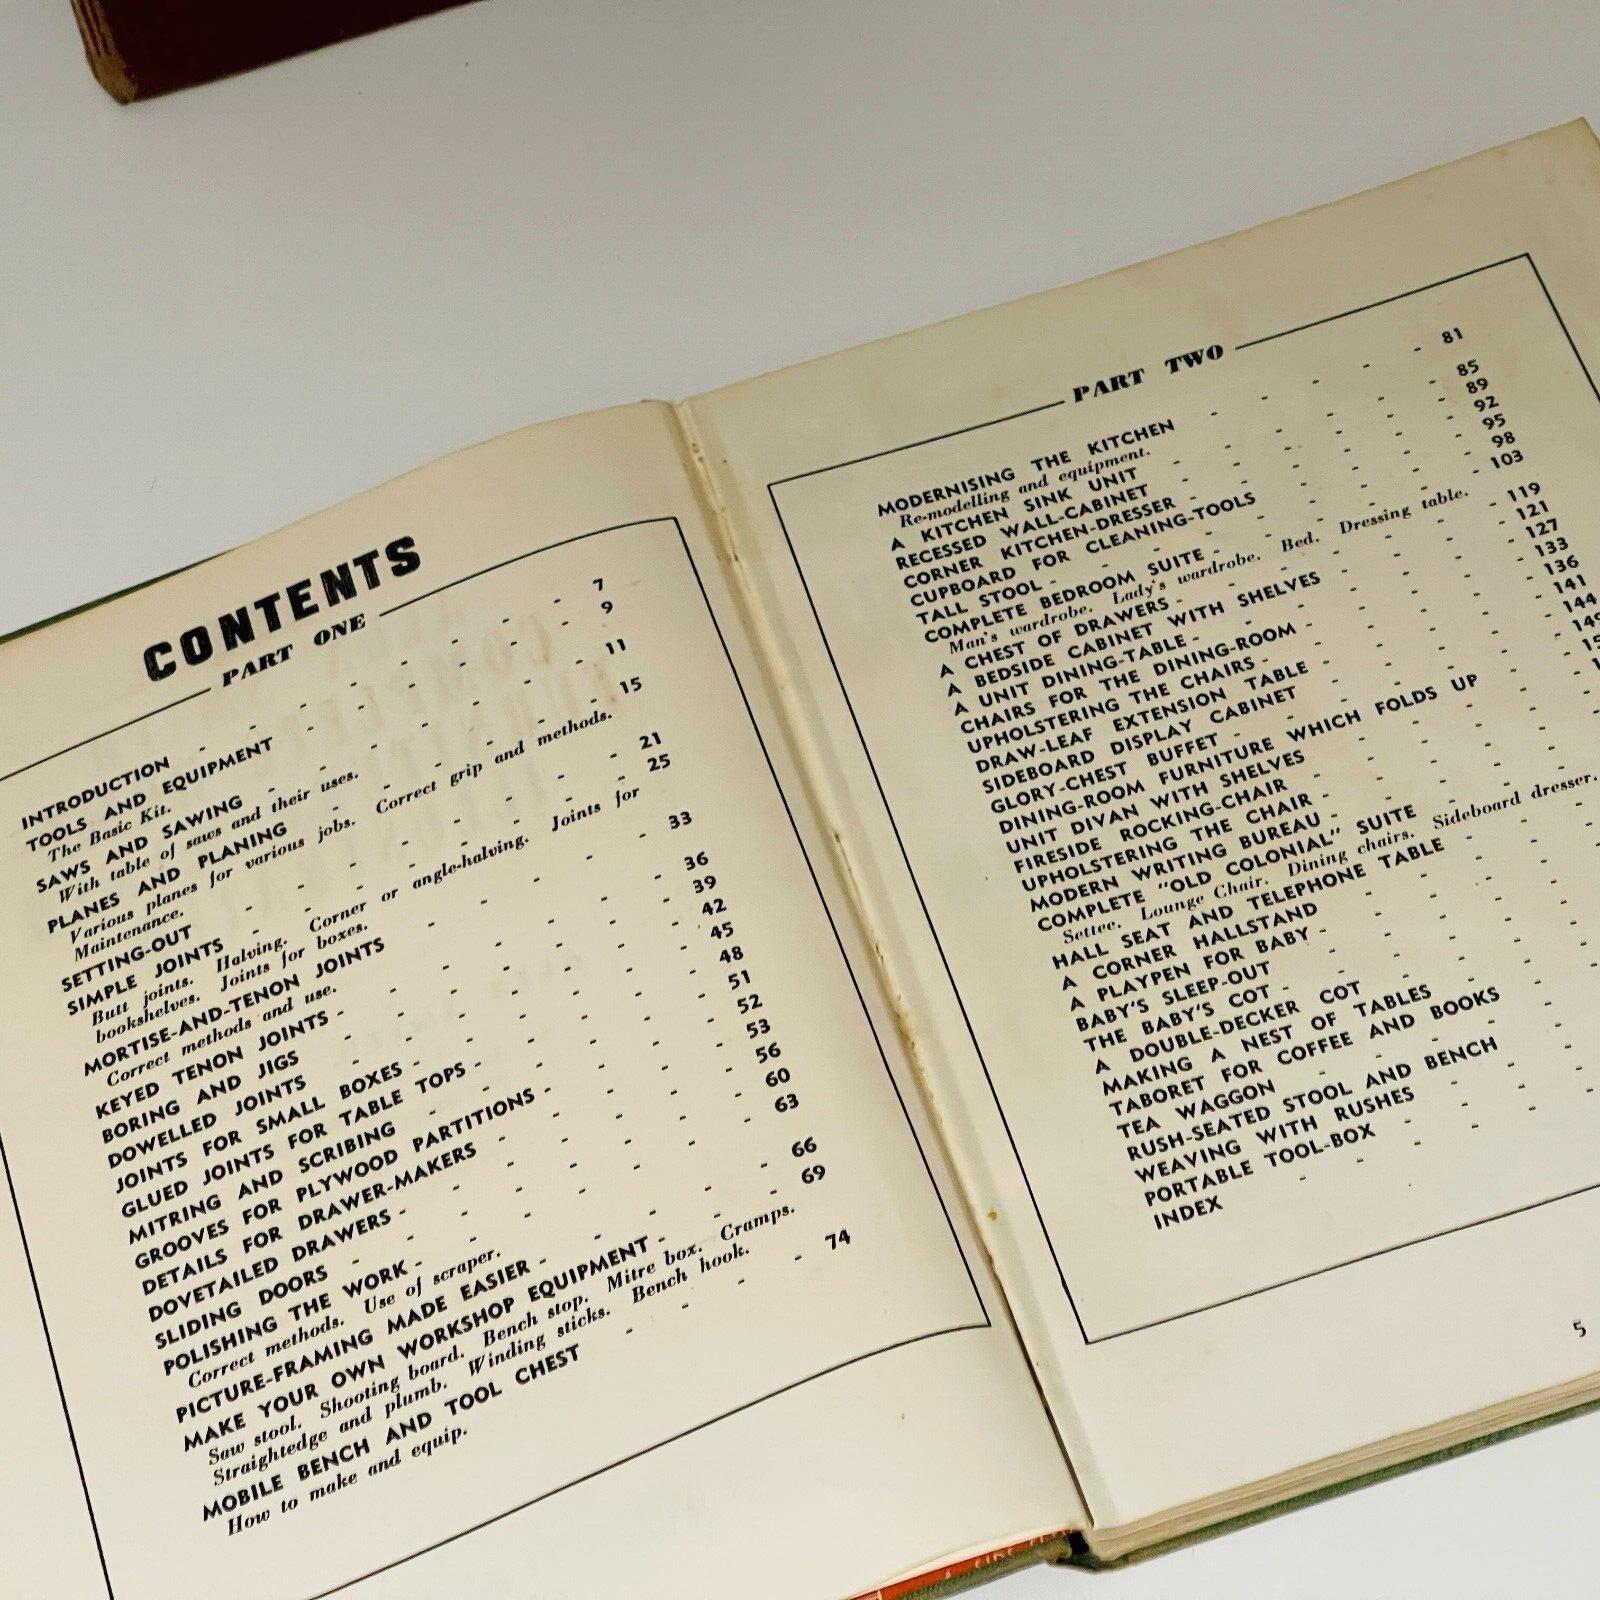 CONTENTS
PART ONE
INTRODUCTION - - - - - - - - 7
TOOLS AND EQUIPMENT - - - - - - 9
The Basic Kit.
SAWS AND SAWING - - - - - - - 11
With table of saws and their uses.
PLANES AND PLANING - - - - - - 15
Various planes for various jobs. Correct grip and methods.
Maintenance.
SETTING-OUT - - - - - - - 21
SIMPLE JOINTS - - - - - - - 25
Butt joints. Halving. Corner or angle-halving. Joints for
bookshelves. Joints for boxes.
MORTISE-AND-TENON JOINTS - - - - - 33
Correct methods and use.
KEYED TENON JOINTS - - - - - - 36
BORING AND JIGS - - - - - - 39
DOWELLED JOINTS - - - - - - 42
JOINTS FOR SMALL BOXES - - - - - 45
GLUED JOINTS FOR TABLE TOPS - - - - 48
MITRING AND SCRIBING - - - - - 51
GROOVES FOR PLYWOOD PARTITIONS - - - 52
DETAILS FOR DRAWER-MAKERS - - - - 53
DOVETAILED DRAWERS - - - - - 56
SLIDING DOORS - - - - - - 60
POLISHING THE WORK - - - - - - 63
Correct methods. Use of scraper.
PICTURE-FRAMING MADE EASIER - - - - 66
MAKE YOUR OWN WORKSHOP EQUIPMENT - - - 69
Saw stool. Shooting board. Bench stop. Mitre box. Cramps.
Straightedge and plumb. Winding sticks. Bench hook.
MOBILE BENCH AND TOOL CHEST - - - - 74
How to make and equip.
PART TWO
MODERNISING THE KITCHEN - - - - - 81
Re-modelling and equipment.
A KITCHEN SINK UNIT - - - - - - 85
RECESSED WALL-CABINET - - - - - - 89
CORNER KITCHEN-DRESSER - - - - - 92
CUPBOARD FOR CLEANING-TOOLS - - - - 95
TALL STOOL - - - - - - - 98
COMPLETE BEDROOM SUITE - - - - - 103
Man's wardrobe. Lady's wardrobe. Bed. Dressing table.
A CHEST OF DRAWERS - - - - - - 119
A BEDSIDE CABINET WITH SHELVES - - - - 121
A UNIT DINING-TABLE - - - - - - 127
CHAIRS FOR THE DINING-ROOM - - - - 133
UPHOLSTERING THE CHAIRS - - - - - 136
DRAW-LEAF EXTENSION TABLE - - - - 141
SIDEBOARD DISPLAY CABINET - - - - 144
GLORY-CHEST BUFFET - - - - -
DINING-ROOM FURNITURE WHICH FOLDS UP
UNIT DIVAN WITH SHELVES - - - -
FIRESIDE ROCKING-CHAIR - - - -
UPHOLSTERING THE CHAIR - - - -
MODERN WRITING BUREAU - - - -
COMPLETE "OLD COLONIAL" SUITE - - -
Settee. Lounge Chair. Dining chairs. Sideboard dresser.
HALL SEAT AND TELEPHONE TABLE - - -
A CORNER HALLSTAND - - - -
A PLAYPEN FOR BABY - - - -
BABY'S SLEEP-OUT - - - -
THE BABY'S COT - - - -
A DOUBLE-DECKER COT - - - -
MAKING A NEST OF TABLES - - -
TABORET FOR COFFEE AND BOOKS - -
TEA WAGGON - - - -
RUSH-SEATED STOOL AND BENCH - -
WEAVING WITH RUSHES - - - -
PORTABLE TOOL-BOX - - - -
INDEX - - - -
5